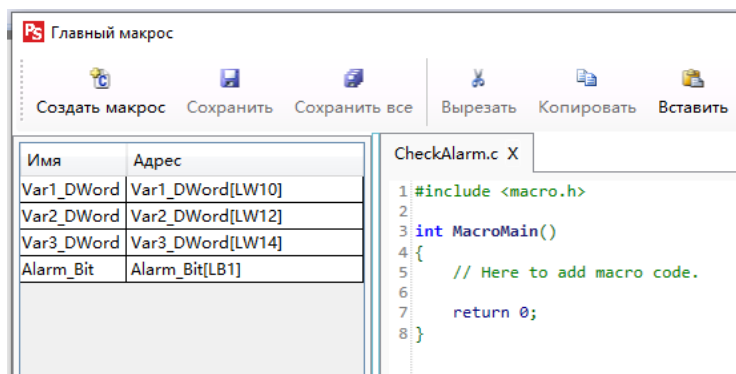 PS Главный макрос
Создать макрос Сохранить Сохранить все Вырезать Копировать Вставить
Имя Адрес
Var1_DWord Var1_DWord[LW10]
Var2_DWord Var2_DWord[LW12]
Var3_DWord Var3_DWord[LW14]
Alarm_Bit Alarm_Bit[LB1]
CheckAlarm.c X
1 #include <macro.h>
2
3 int MacroMain()
4 {
5 // Here to add macro code.
6
7 return 0;
8 }